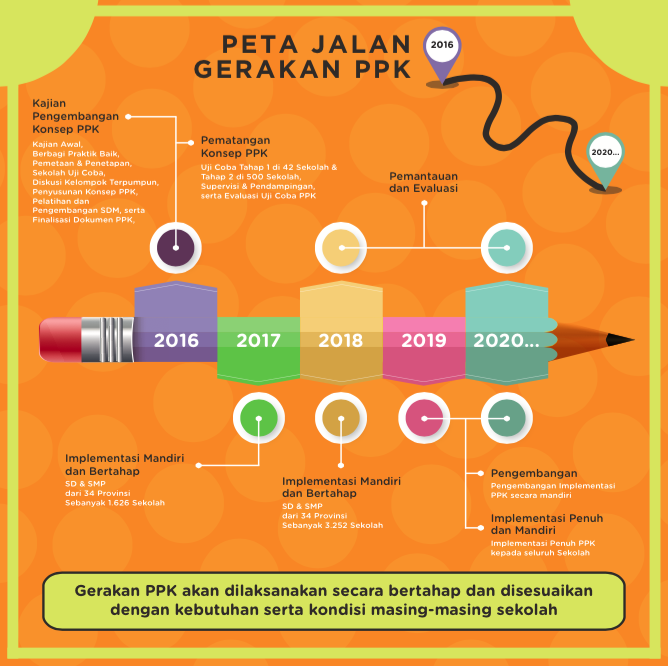 PETA JALAN
GERAKAN PPK
2016
2020...
Kajian
Pengembangan
Konsep PPK
Kajian Awal,
Berbagi Praktik Baik,
Pemetaan & Penetapan,
Sekolah Uji Coba,
Diskusi Kelompok Terpumpun,
Penyusunan Konsep PPK,
Pelatihan dan
Pengembangan SDM, serta
Finalisasi Dokumen PPK,
Pematangan
Konsep PPK
Uji Coba Tahap 1 di 42 Sekolah &
Tahap 2 di 500 Sekolah,
Supervisi & Pendampingan,
serta Evaluasi Uji Coba PPK
Pemantauan
dan Evaluasi
2016 2017 2018 2019 2020...
Implementasi Mandiri
dan Bertahap
SD & SMP
dari 34 Provinsi
Sebanyak 1.626 Sekolah
Implementasi Mandiri
dan Bertahap
SD & SMP
dari 34 Provinsi
Sebanyak 3.252 Sekolah
Pengembangan
Pengembangan Implementasi
PPK secara mandiri
Implementasi Penuh
dan Mandiri
Implementasi Penuh PPK
kepada seluruh Sekolah
Gerakan PPK akan dilaksanakan secara bertahap dan disesuaikan
dengan kebutuhan serta kondisi masing-masing sekolah